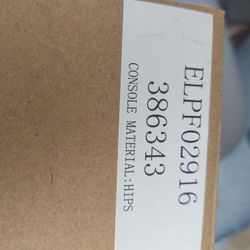 ELPF02916
386343
CONSOLE MATERIAL:HIPS